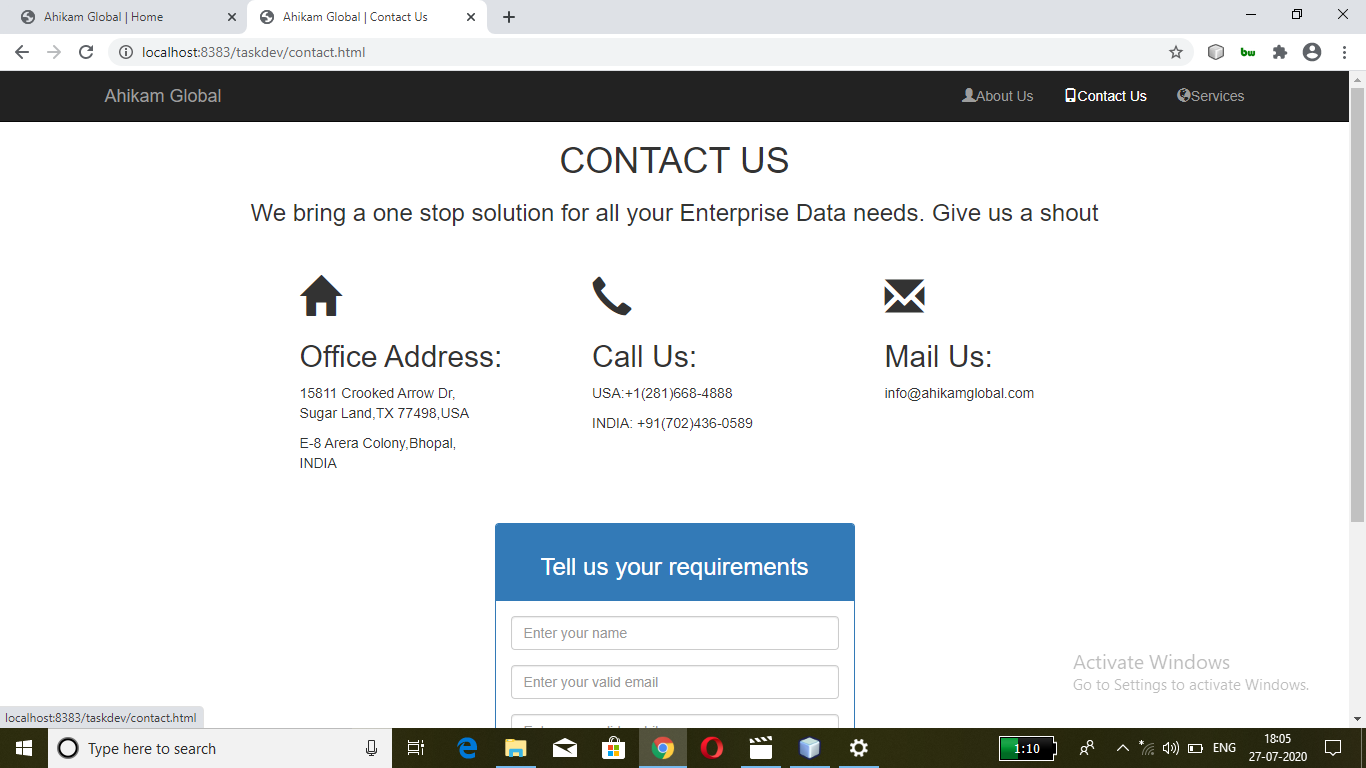 Ahikam Global | Home
Ahikam Global | Contact Us
localhost:8383/taskdev/contact.html
bw
Ahikam Global
About Us
Contact Us
Services
CONTACT US
We bring a one stop solution for all your Enterprise Data needs. Give us a shout
Office Address:
15811 Crooked Arrow Dr,
Sugar Land,TX 77498,USA
E-8 Arera Colony,Bhopal,
INDIA
Call Us:
USA:+1(281)668-4888
INDIA: +91(702)436-0589
Mail Us:
info@ahikamglobal.com
Tell us your requirements
Enter your name
Enter your valid email
Activate Windows
Go to Settings to activate Windows.
localhost:8383/taskdev/contact.html
Type here to search
1:10
ENG
18:05
27-07-2020